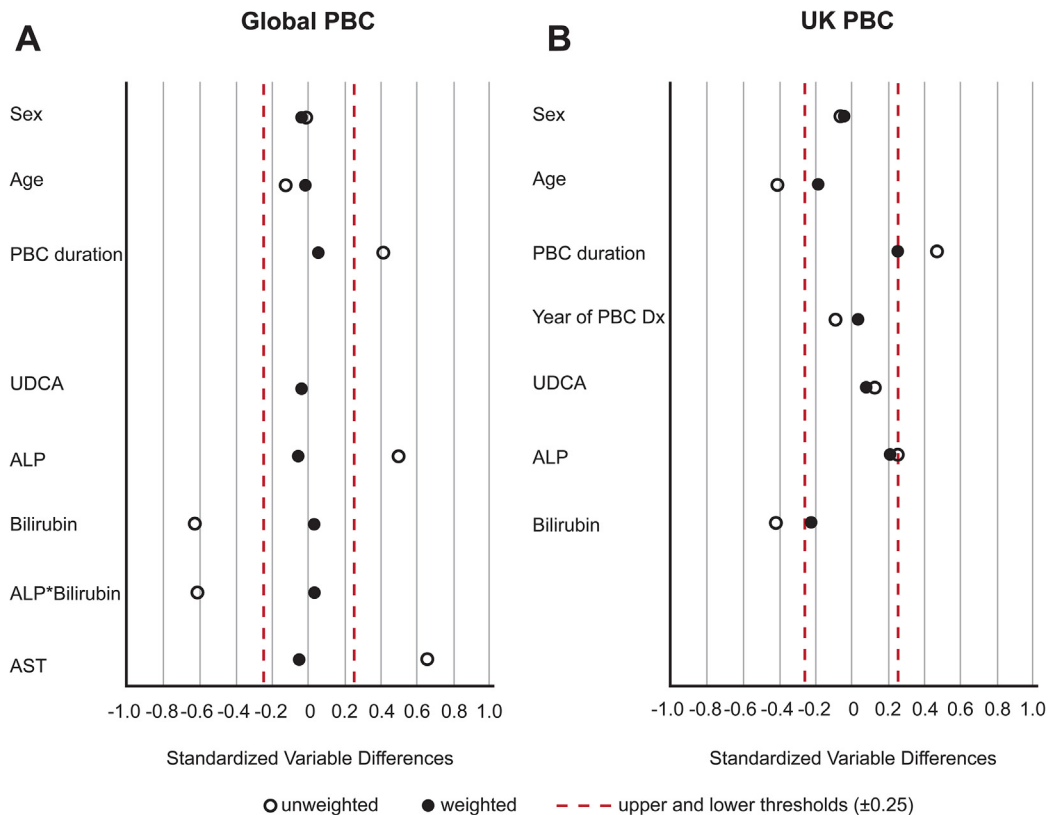 A
Global PBC
Sex
Age
PBC duration
UDCA
ALP
Bilirubin
ALP*Bilirubin
AST
-1.0 -0.8 -0.6 -0.4 -0.2 0 0.2 0.4 0.6 0.8 1.0
Standardized Variable Differences
B
UK PBC
Sex
Age
PBC duration
Year of PBC Dx
UDCA
ALP
Bilirubin
-1.0 -0.8 -0.6 -0.4 -0.2 0 0.2 0.4 0.6 0.8 1.0
Standardized Variable Differences
unweighted weighted upper and lower thresholds (±0.25)